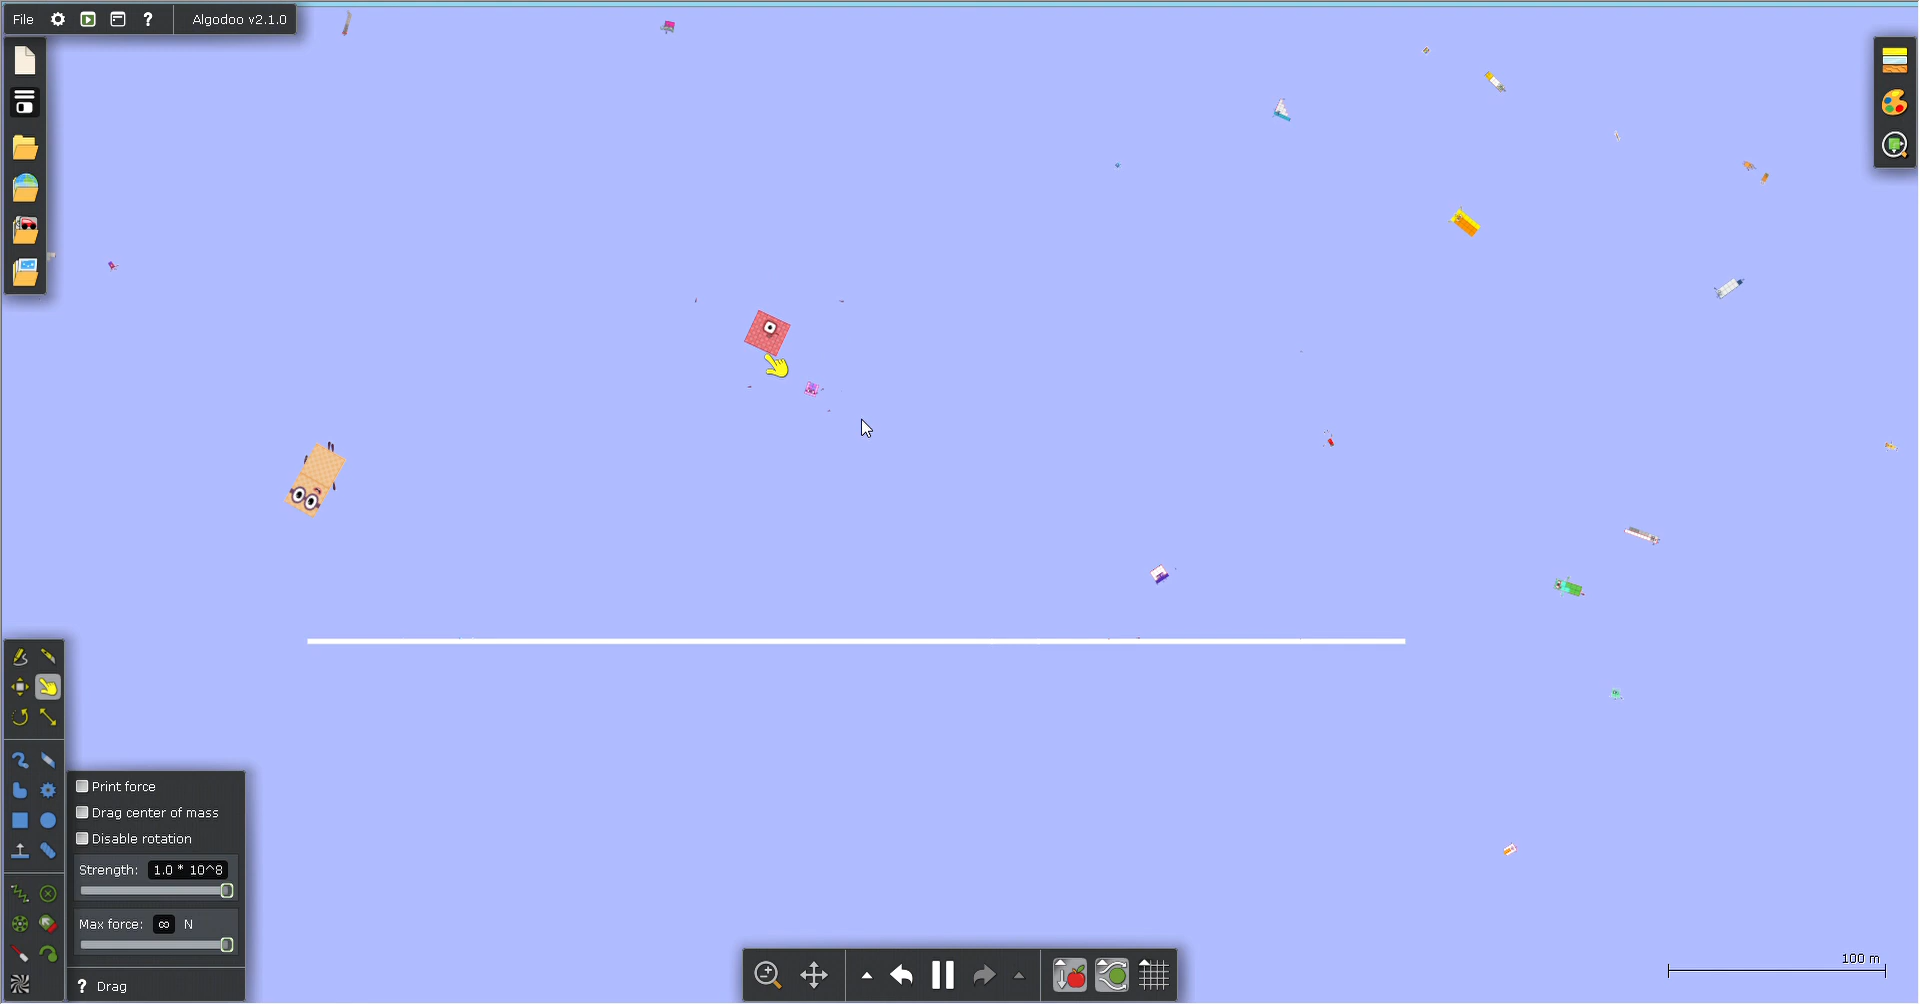 File ? Algodoo v2.1.0
Print force
Drag center of mass
Disable rotation
Strength: 1.0 * 10^8
Max force: ∞ N
? Drag
100 m